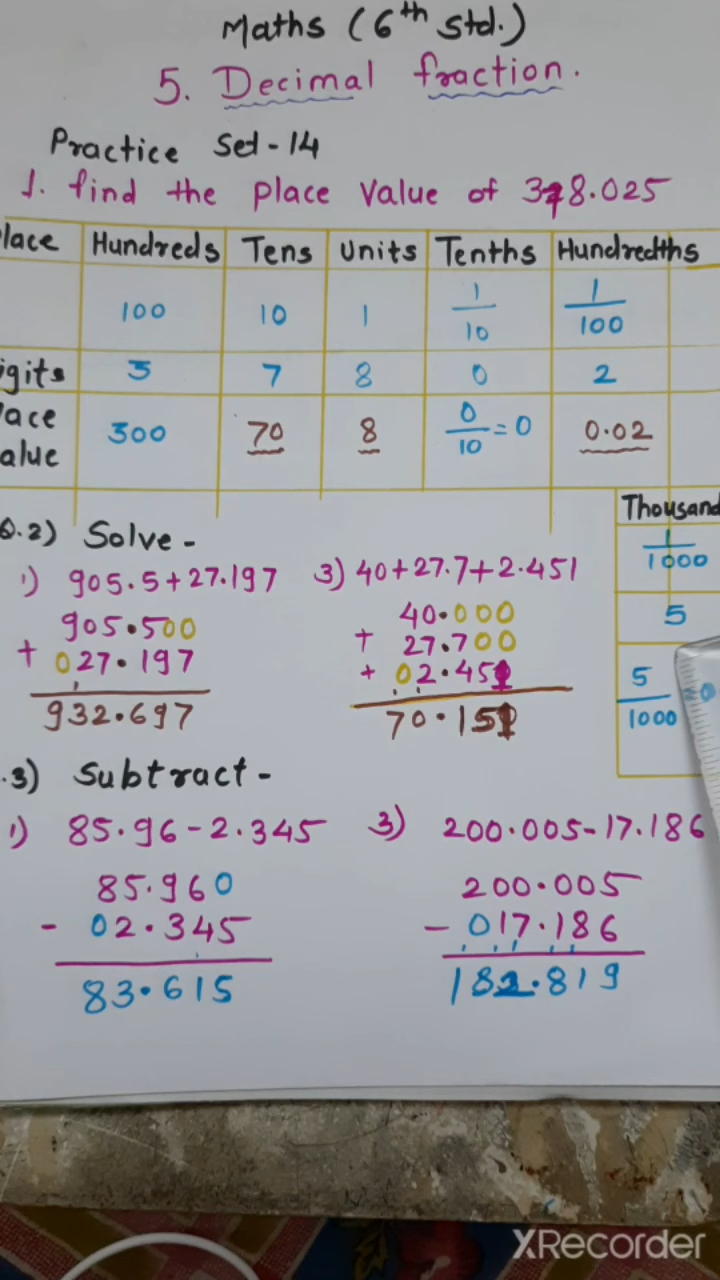 Maths (6th std.)
5. Decimal fraction.
Practice Set-14
1. find the place value of 378.025
lace Hundreds Tens Units Tenths Hundredths
100 10 1 1/10 1/100
igits 3 7 8 0 2
lace alue 300 70 8 0/10=0 0.02
Thousand
1/1000
5
5/1000 =0
Q.2) Solve -
1) 905.5+27.197 3) 40+27.7+2.451
905.500 40.000
+ 027.197 + 27.700
+ 02.451
932.697 70.151
.3) Subtract -
1) 85.96-2.345 3) 200.005-17.186
85.960 200.005
- 02.345 - 017.186
83.615 182.819
XRecorder